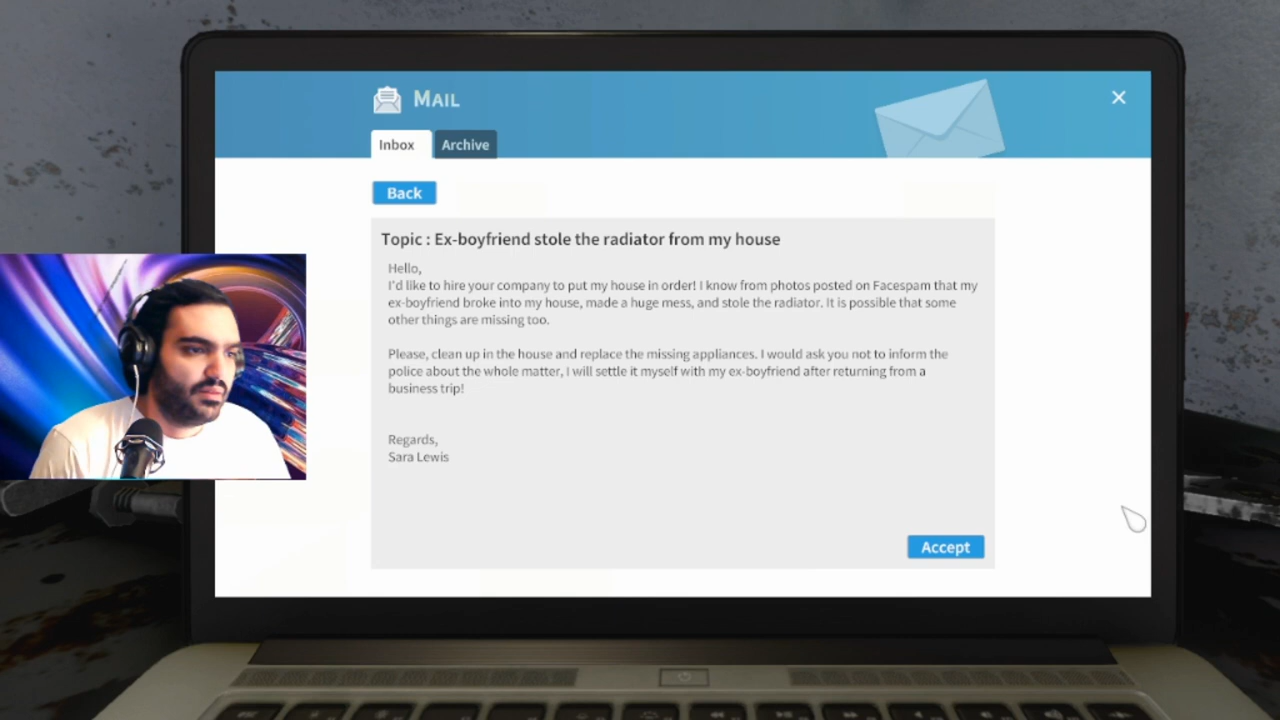 MAIL
Inbox
Archive
Back
Topic : Ex-boyfriend stole the radiator from my house
Hello,
I'd like to hire your company to put my house in order! I know from photos posted on Facespam that my
ex-boyfriend broke into my house, made a huge mess, and stole the radiator. It is possible that some
other things are missing too.
Please, clean up in the house and replace the missing appliances. I would ask you not to inform the
police about the whole matter, I will settle it myself with my ex-boyfriend after returning from a
business trip!
Regards,
Sara Lewis
Accept